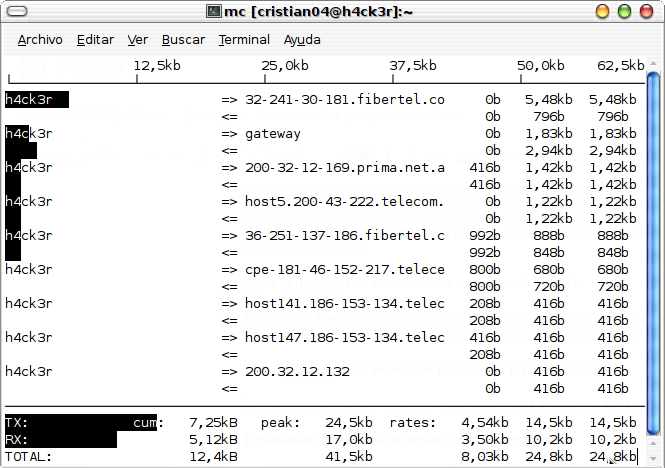 mc [cristian04@h4ck3r]:~
Archivo Editar Ver Buscar Terminal Ayuda
12,5kb 25,0kb 37,5kb 50,0kb 62,5kb
h4ck3r => 32-241-30-181.fibertel.co 0b 5,48kb 5,48kb
<= 0b 796b 796b
h4ck3r => gateway 0b 1,83kb 1,83kb
<= 0b 2,94kb 2,94kb
h4ck3r => 200-32-12-169.prima.net.a 416b 1,42kb 1,42kb
<= 416b 1,42kb 1,42kb
h4ck3r => host5.200-43-222.telecom. 0b 1,22kb 1,22kb
<= 0b 1,22kb 1,22kb
h4ck3r => 36-251-137-186.fibertel.c 992b 888b 888b
<= 992b 848b 848b
h4ck3r => cpe-181-46-152-217.telece 800b 680b 680b
<= 800b 720b 720b
h4ck3r => host141.186-153-134.telec 208b 416b 416b
<= 208b 416b 416b
h4ck3r => host147.186-153-134.telec 416b 416b 416b
<= 208b 416b 416b
h4ck3r => 200.32.12.132 0b 416b 416b
<= 0b 416b 416b
TX: cum: 7,25kB peak: 24,5kb rates: 4,54kb 14,5kb 14,5kb
RX: 5,12kB 17,0kb 3,50kb 10,2kb 10,2kb
TOTAL: 12,4kB 41,5kb 8,03kb 24,8kb 24,8kb